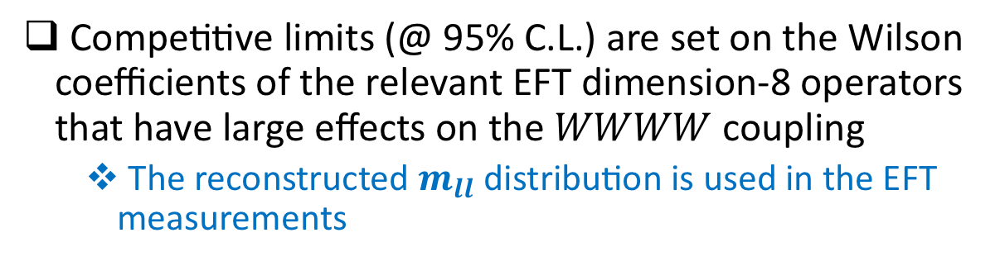 ❑ Competitive limits (@ 95% C.L.) are set on the Wilson
coefficients of the relevant EFT dimension-8 operators
that have large effects on the WWWW coupling
❖ The reconstructed m_{ll} distribution is used in the EFT
measurements